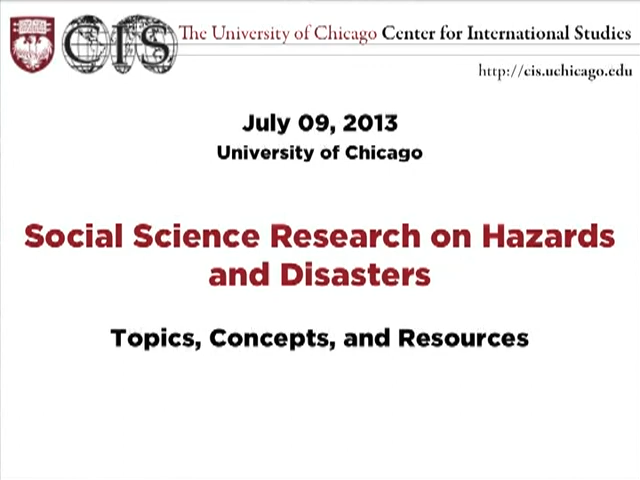 CIS The University of Chicago Center for International Studies
http://cis.uchicago.edu
July 09, 2013
University of Chicago
Social Science Research on Hazards
and Disasters
Topics, Concepts, and Resources